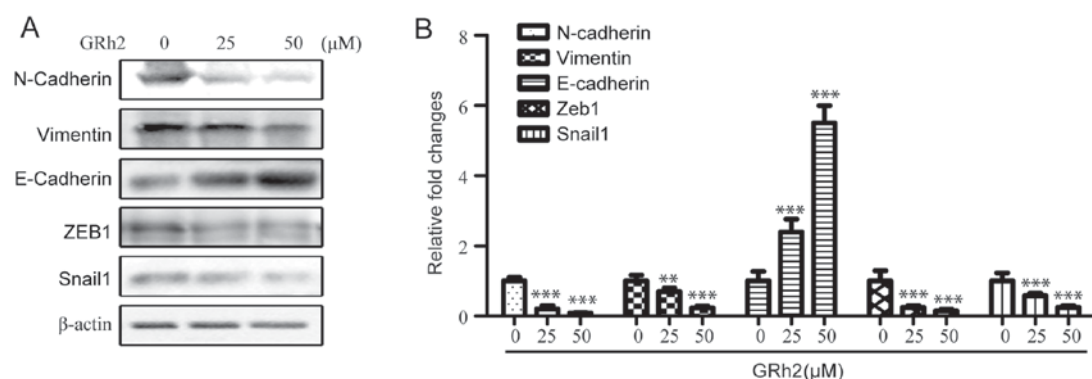 A
GRh2 0 25 50 (μM)
N-Cadherin
Vimentin
E-Cadherin
ZEB1
Snail1
β-actin
B
Relative fold changes
8
6
4
2
0
N-cadherin
Vimentin
E-cadherin
Zeb1
Snail1
*** *** ** *** *** *** *** *** *** ***
0 25 50 0 25 50 0 25 50 0 25 50 0 25 50
GRh2(μM)